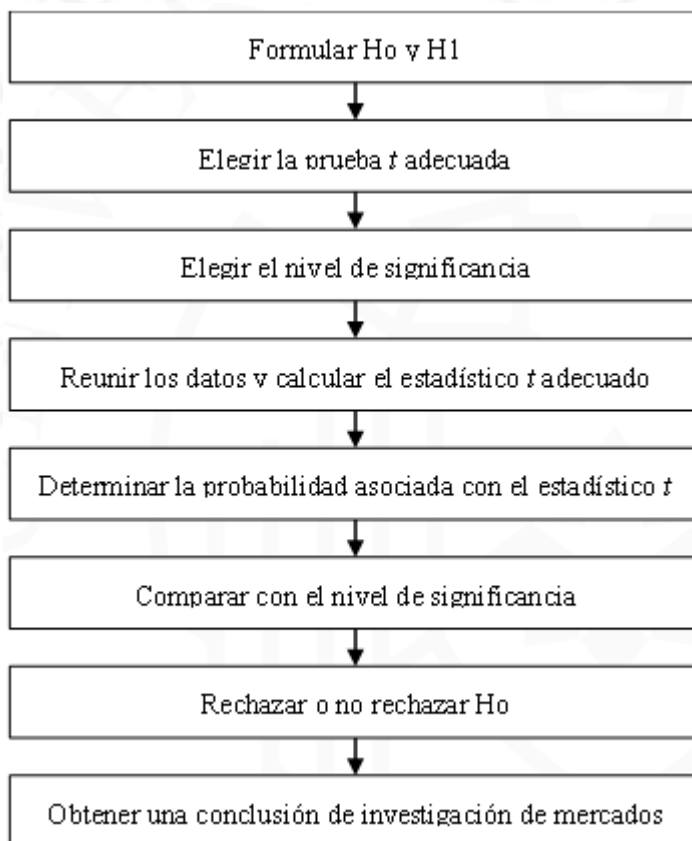 Formular Ho y H1
Elegir la prueba t adecuada
Elegir el nivel de significancia
Reunir los datos y calcular el estadístico t adecuado
Determinar la probabilidad asociada con el estadístico t
Comparar con el nivel de significancia
Rechazar o no rechazar Ho
Obtener una conclusión de investigación de mercados